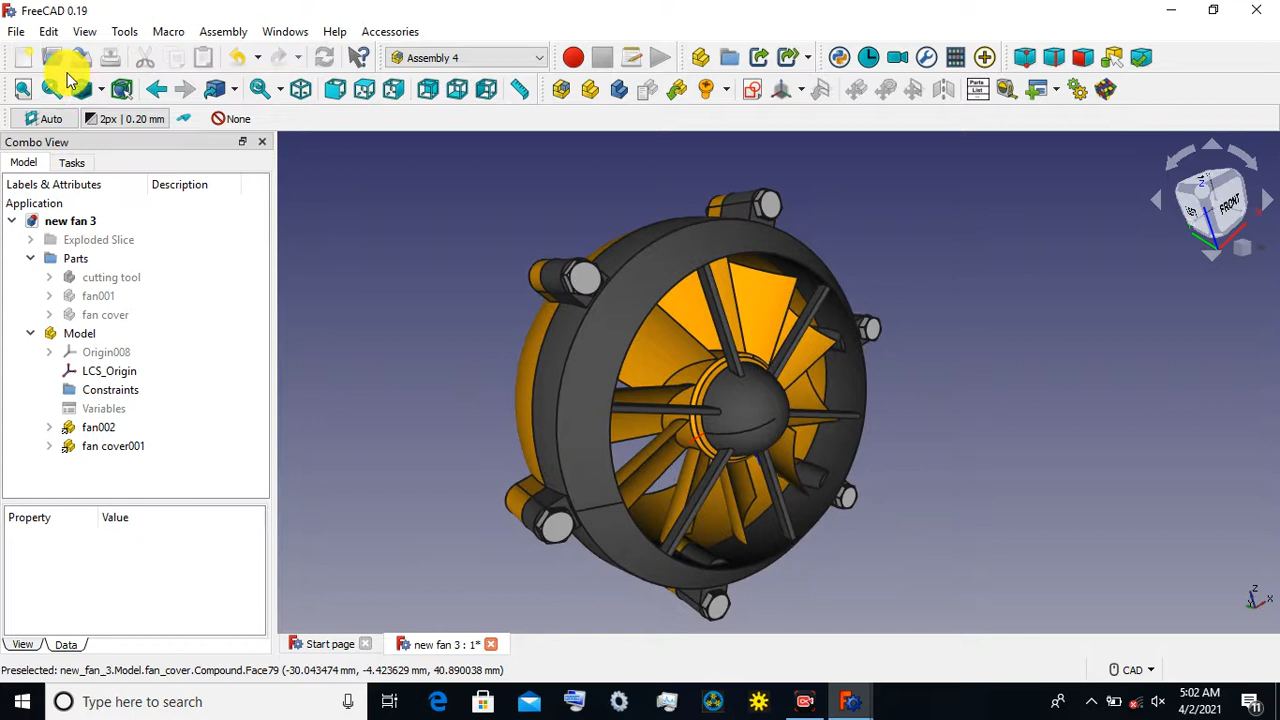 FreeCAD 0.19
File Edit View Tools Macro Assembly Windows Help Accessories
Assembly 4
Parts List
Auto 2px | 0.20 mm None
Combo View
Model Tasks
Labels & Attributes Description
Application
new fan 3
Exploded Slice
Parts
cutting tool
fan001
fan cover
Model
Origin008
LCS_Origin
Constraints
Variables
fan002
fan cover001
Property Value
View Data
FRONT
Z
X
Start page new fan 3 : 1*
Preselected: new_fan_3.Model.fan_cover.Compound.Face79 (-30.043474 mm, -4.423629 mm, 40.890038 mm)
CAD
Type here to search
5:02 AM
4/2/2021
11